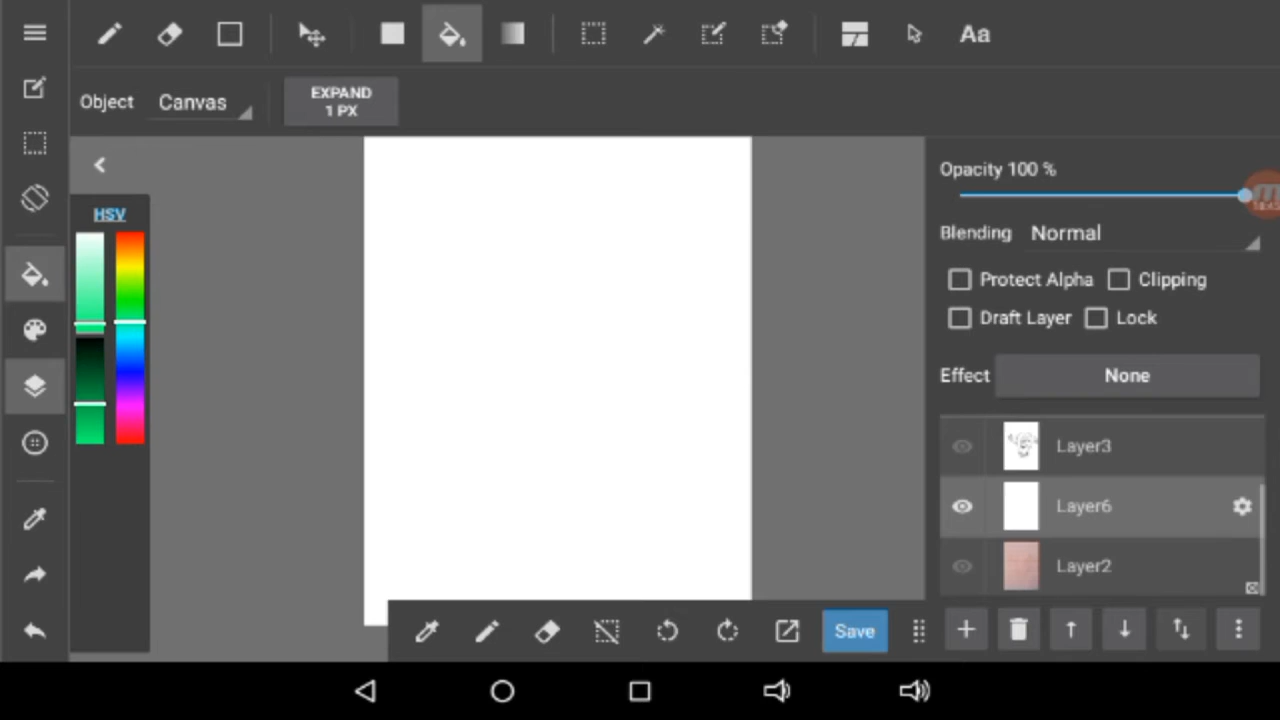 Aa
Object Canvas
EXPAND
1 PX
HSV
Opacity 100 %
Blending Normal
Protect Alpha Clipping
Draft Layer Lock
Effect None
Layer3
Layer6
Layer2
Save